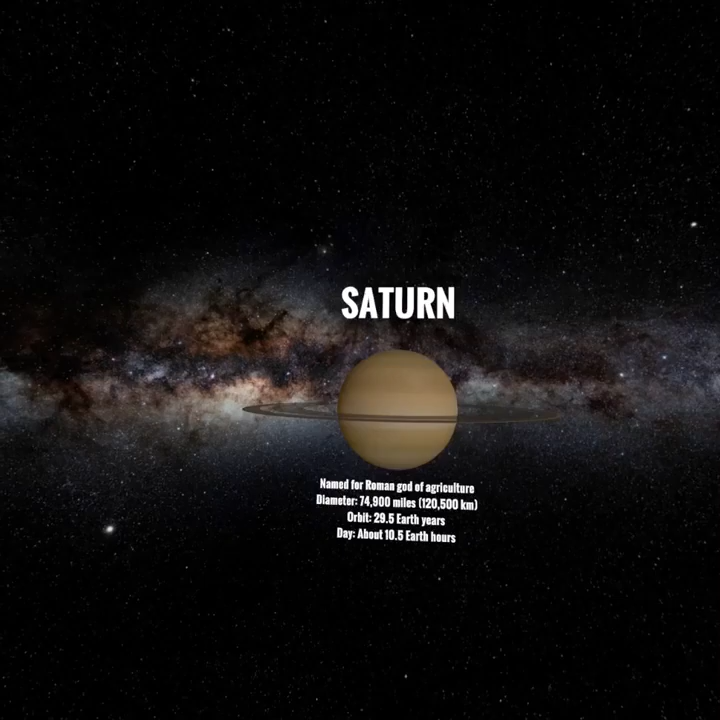 SATURN
Named for Roman god of agriculture
Diameter: 74,900 miles (120,500 km)
Orbit: 29.5 Earth years
Day: About 10.5 Earth hours